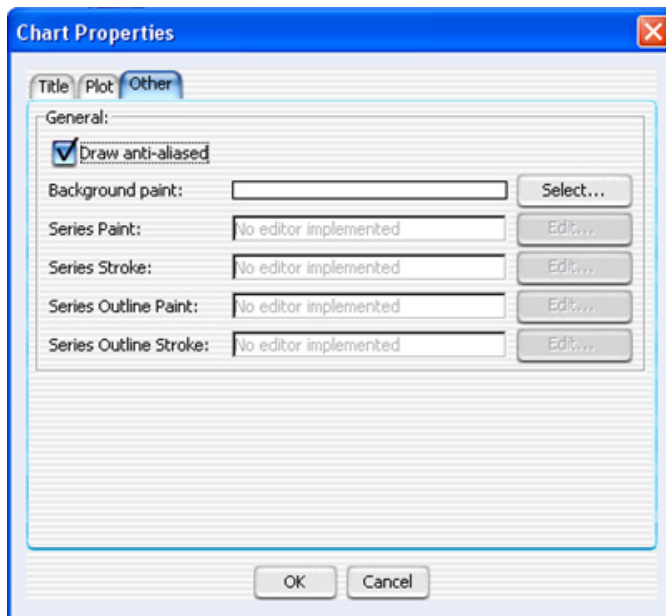 Chart Properties
Title Plot Other
General:
Draw anti-aliased
Background paint: Select...
Series Paint: No editor implemented Edit...
Series Stroke: No editor implemented Edit...
Series Outline Paint: No editor implemented Edit...
Series Outline Stroke: No editor implemented Edit...
OK Cancel